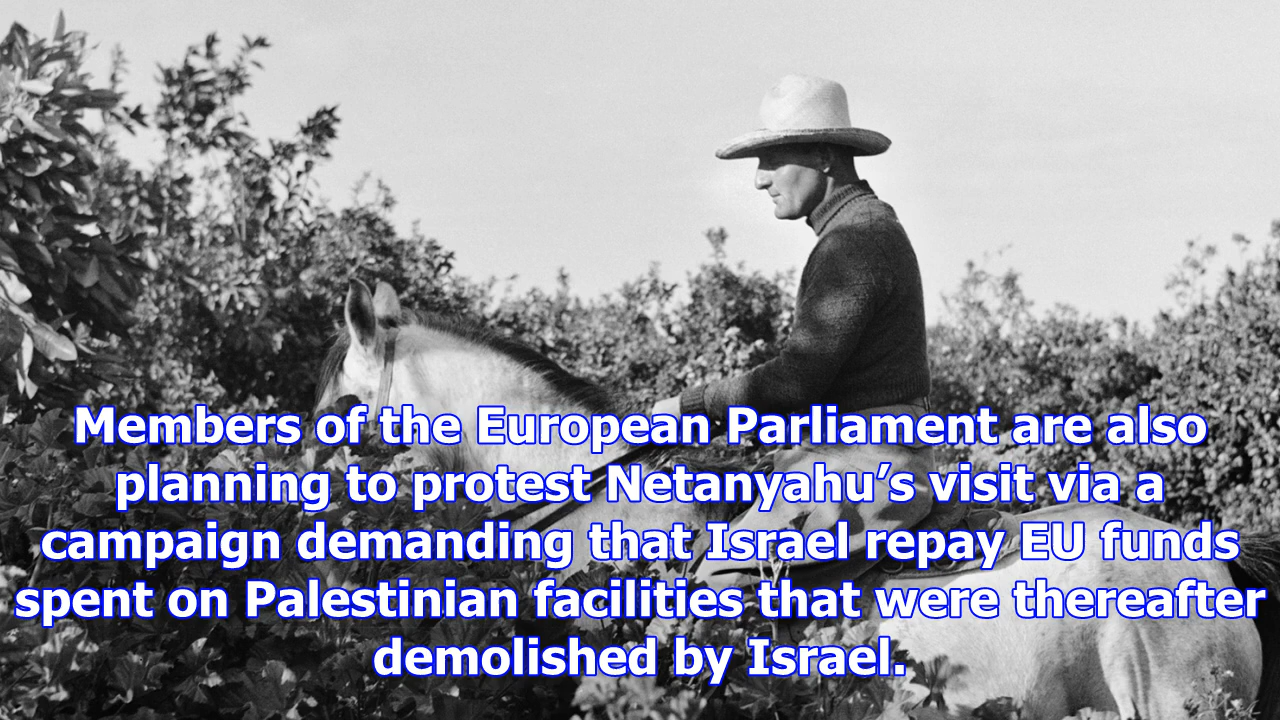 Members of the European Parliament are also
planning to protest Netanyahu’s visit via a
campaign demanding that Israel repay EU funds
spent on Palestinian facilities that were thereafter
demolished by Israel.